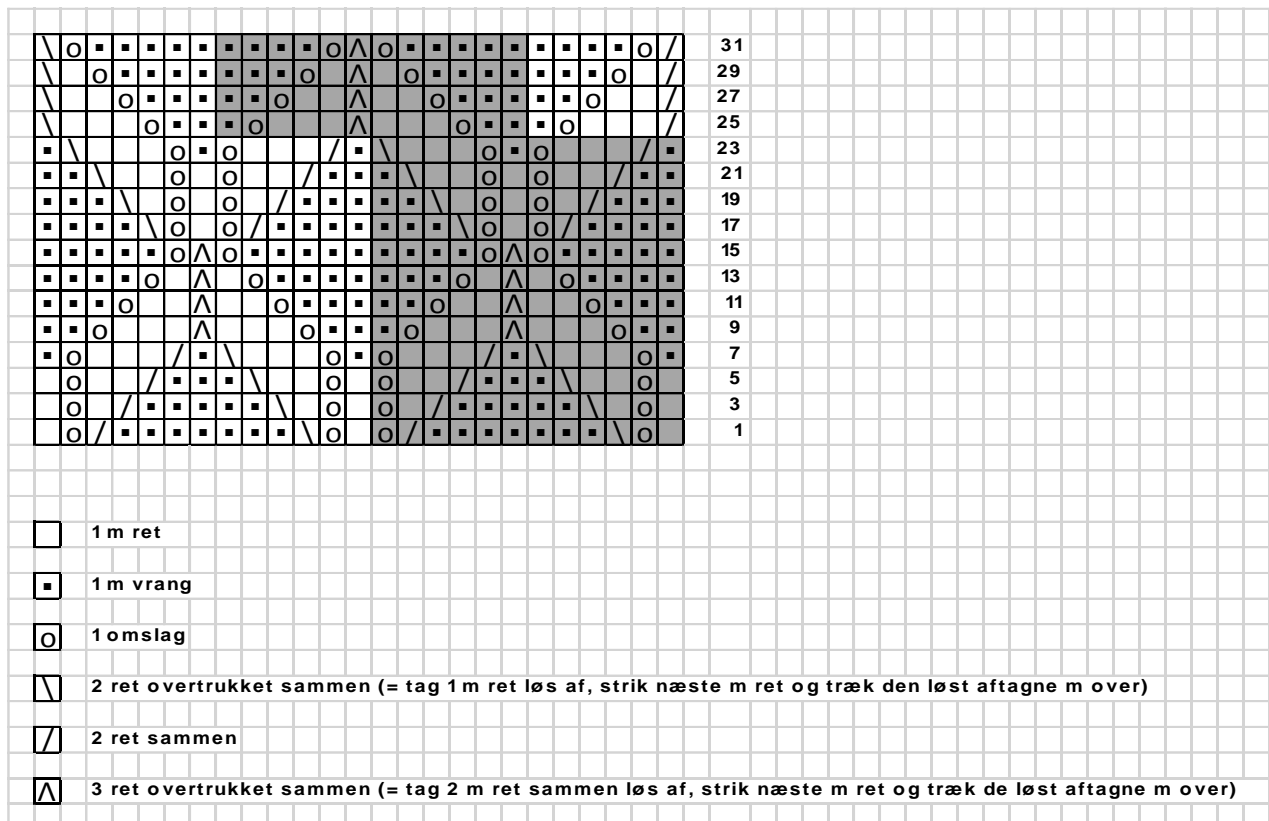 31
29
27
25
23
21
19
17
15
13
11
9
7
5
3
1
1 m ret
1 m vrang
1 omslag
2 ret overtrukket sammen (= tag 1 m ret løs af, strik næste m ret og træk den løst aftagne m over)
2 ret sammen
3 ret overtrukket sammen (= tag 2 m ret sammen løs af, strik næste m ret og træk de løst aftagne m over)